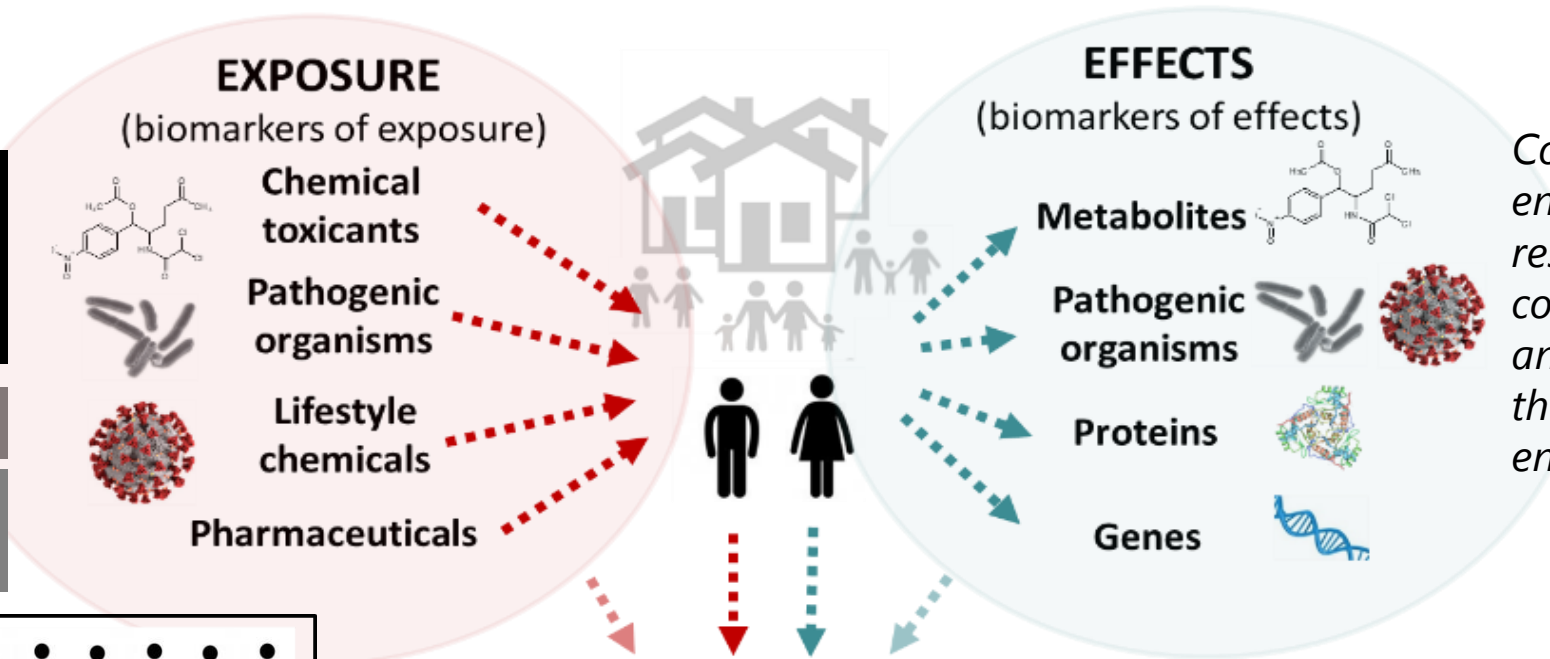 EXPOSURE
(biomarkers of exposure)
Chemical
toxicants
Pathogenic
organisms
Lifestyle
chemicals
Pharmaceuticals
EFFECTS
(biomarkers of effects)
Metabolites
Pathogenic
organisms
Proteins
Genes